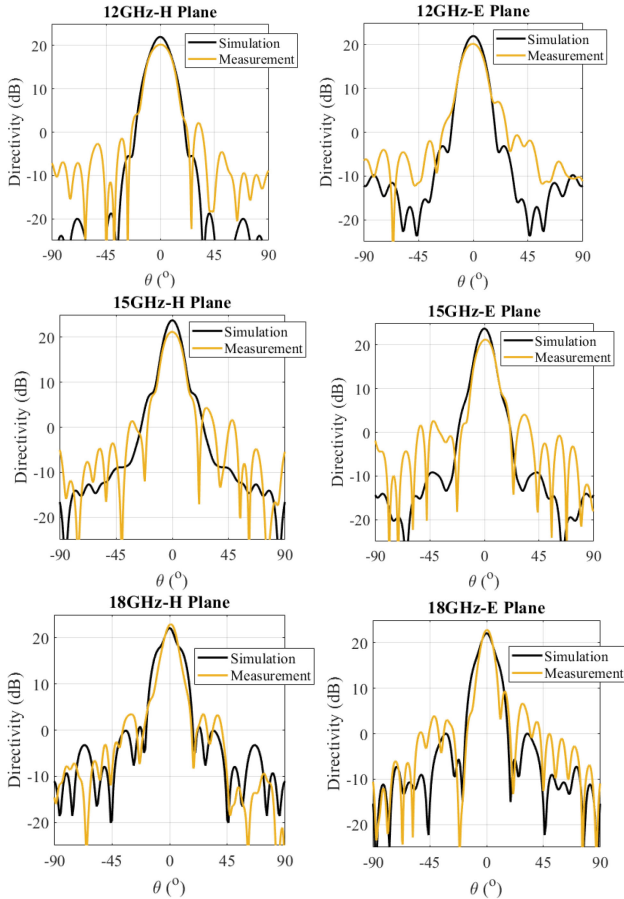 12GHz-H Plane
Directivity (dB)
20
10
0
-10
-20
Simulation
Measurement
-90
-45
0
45
90
θ (°)
12GHz-E Plane
Directivity (dB)
20
10
0
-10
-20
Simulation
Measurement
-90
-45
0
45
90
θ (°)
15GHz-H Plane
Directivity (dB)
20
10
0
-10
-20
Simulation
Measurement
-90
-45
0
45
90
θ (°)
15GHz-E Plane
Directivity (dB)
20
10
0
-10
-20
Simulation
Measurement
-90
-45
0
45
90
θ (°)
18GHz-H Plane
Directivity (dB)
20
10
0
-10
-20
Simulation
Measurement
-90
-45
0
45
90
θ (°)
18GHz-E Plane
Directivity (dB)
20
10
0
-10
-20
Simulation
Measurement
-90
-45
0
45
90
θ (°)